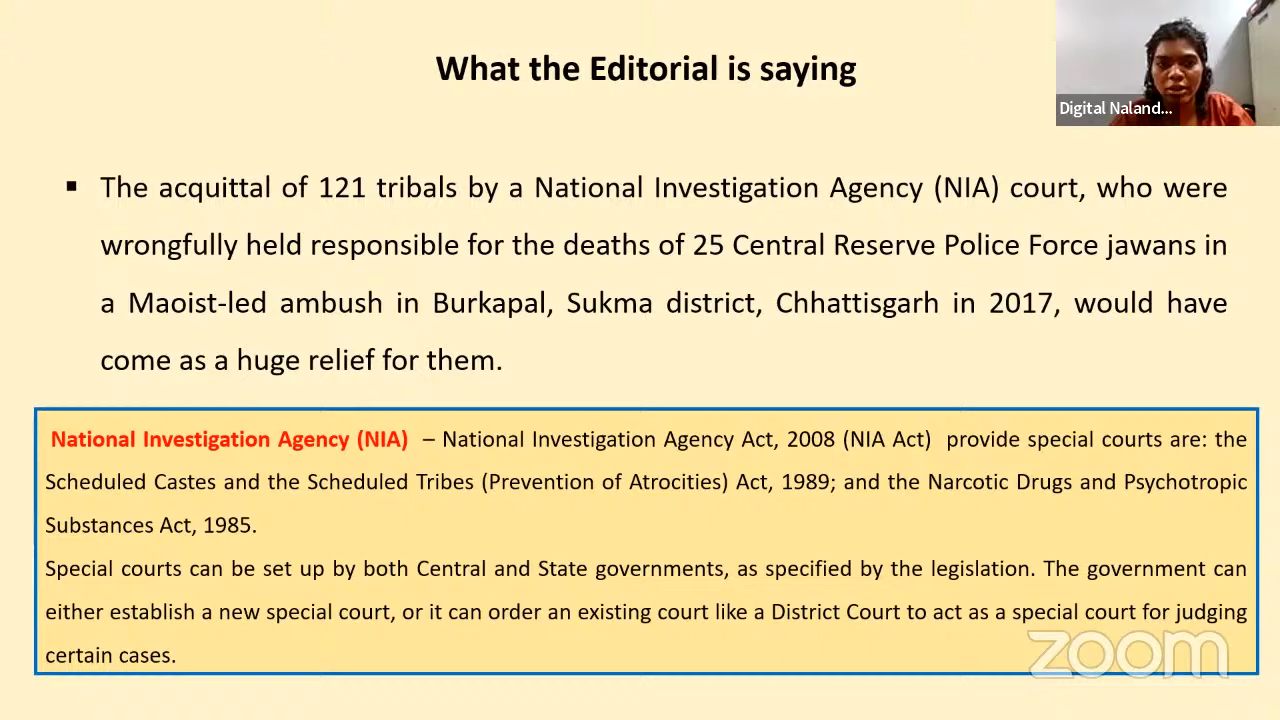 What the Editorial is saying
Digital Naland...
▪ The acquittal of 121 tribals by a National Investigation Agency (NIA) court, who were
wrongfully held responsible for the deaths of 25 Central Reserve Police Force jawans in
a Maoist-led ambush in Burkapal, Sukma district, Chhattisgarh in 2017, would have
come as a huge relief for them.
National Investigation Agency (NIA) – National Investigation Agency Act, 2008 (NIA Act) provide special courts are: the
Scheduled Castes and the Scheduled Tribes (Prevention of Atrocities) Act, 1989; and the Narcotic Drugs and Psychotropic
Substances Act, 1985.
Special courts can be set up by both Central and State governments, as specified by the legislation. The government can
either establish a new special court, or it can order an existing court like a District Court to act as a special court for judging
certain cases.
zoom